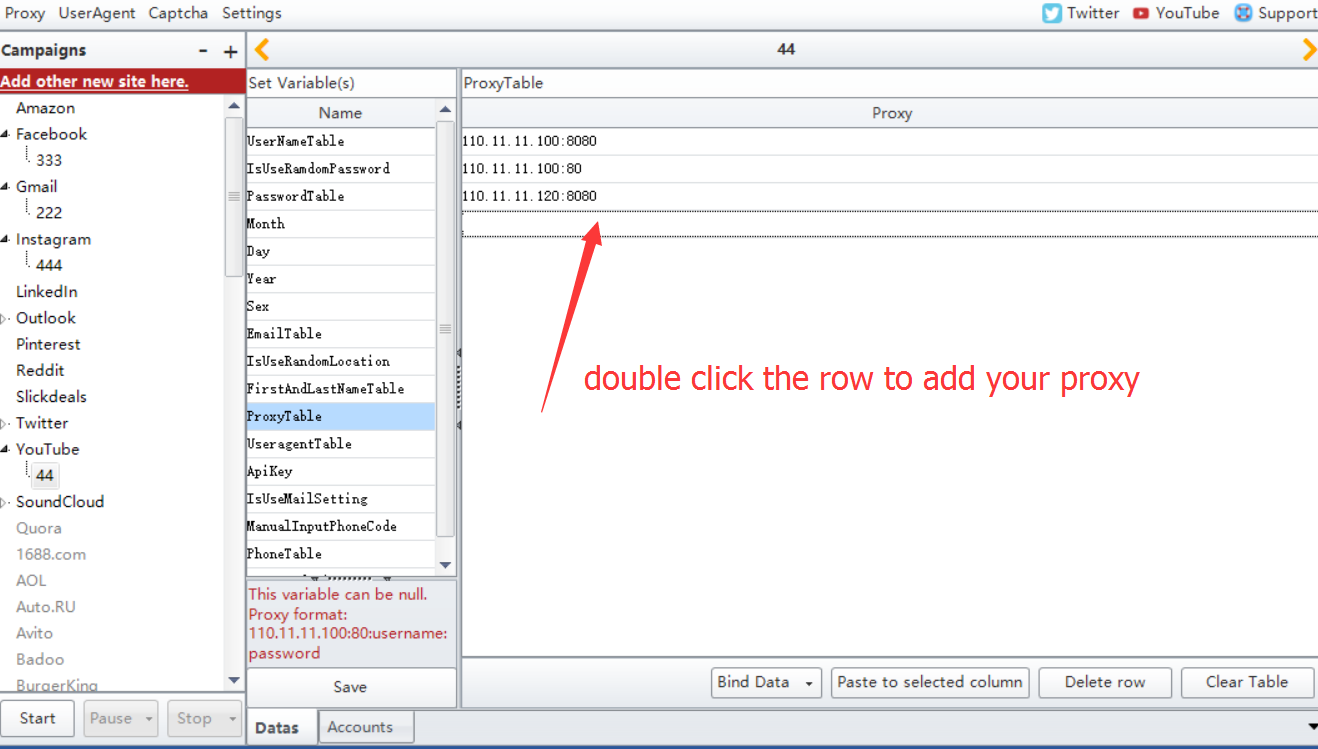 Proxy UserAgent Captcha Settings Twitter YouTube Support
Campaigns - +
44
Add other new site here.
Amazon
Facebook
333
Gmail
222
Instagram
444
LinkedIn
Outlook
Pinterest
Reddit
Slickdeals
Twitter
YouTube
44
SoundCloud
Quora
1688.com
AOL
Auto.RU
Avito
Badoo
BurgerKing
Start Pause Stop
Set Variable(s)
Name
UserNameTable
IsUseRamdomPassword
PasswordTable
Month
Day
Year
Sex
EmailTable
IsUseRandomLocation
FirstAndLastNameTable
ProxyTable
UseragentTable
ApiKey
IsUseMailSetting
ManualInputPhoneCode
PhoneTable
This variable can be null.
Proxy format:
110.11.11.100:80:username:
password
Save
Datas Accounts
ProxyTable
Proxy
110.11.11.100:8080
110.11.11.100:80
110.11.11.120:8080
double click the row to add your proxy
Bind Data Paste to selected column Delete row Clear Table